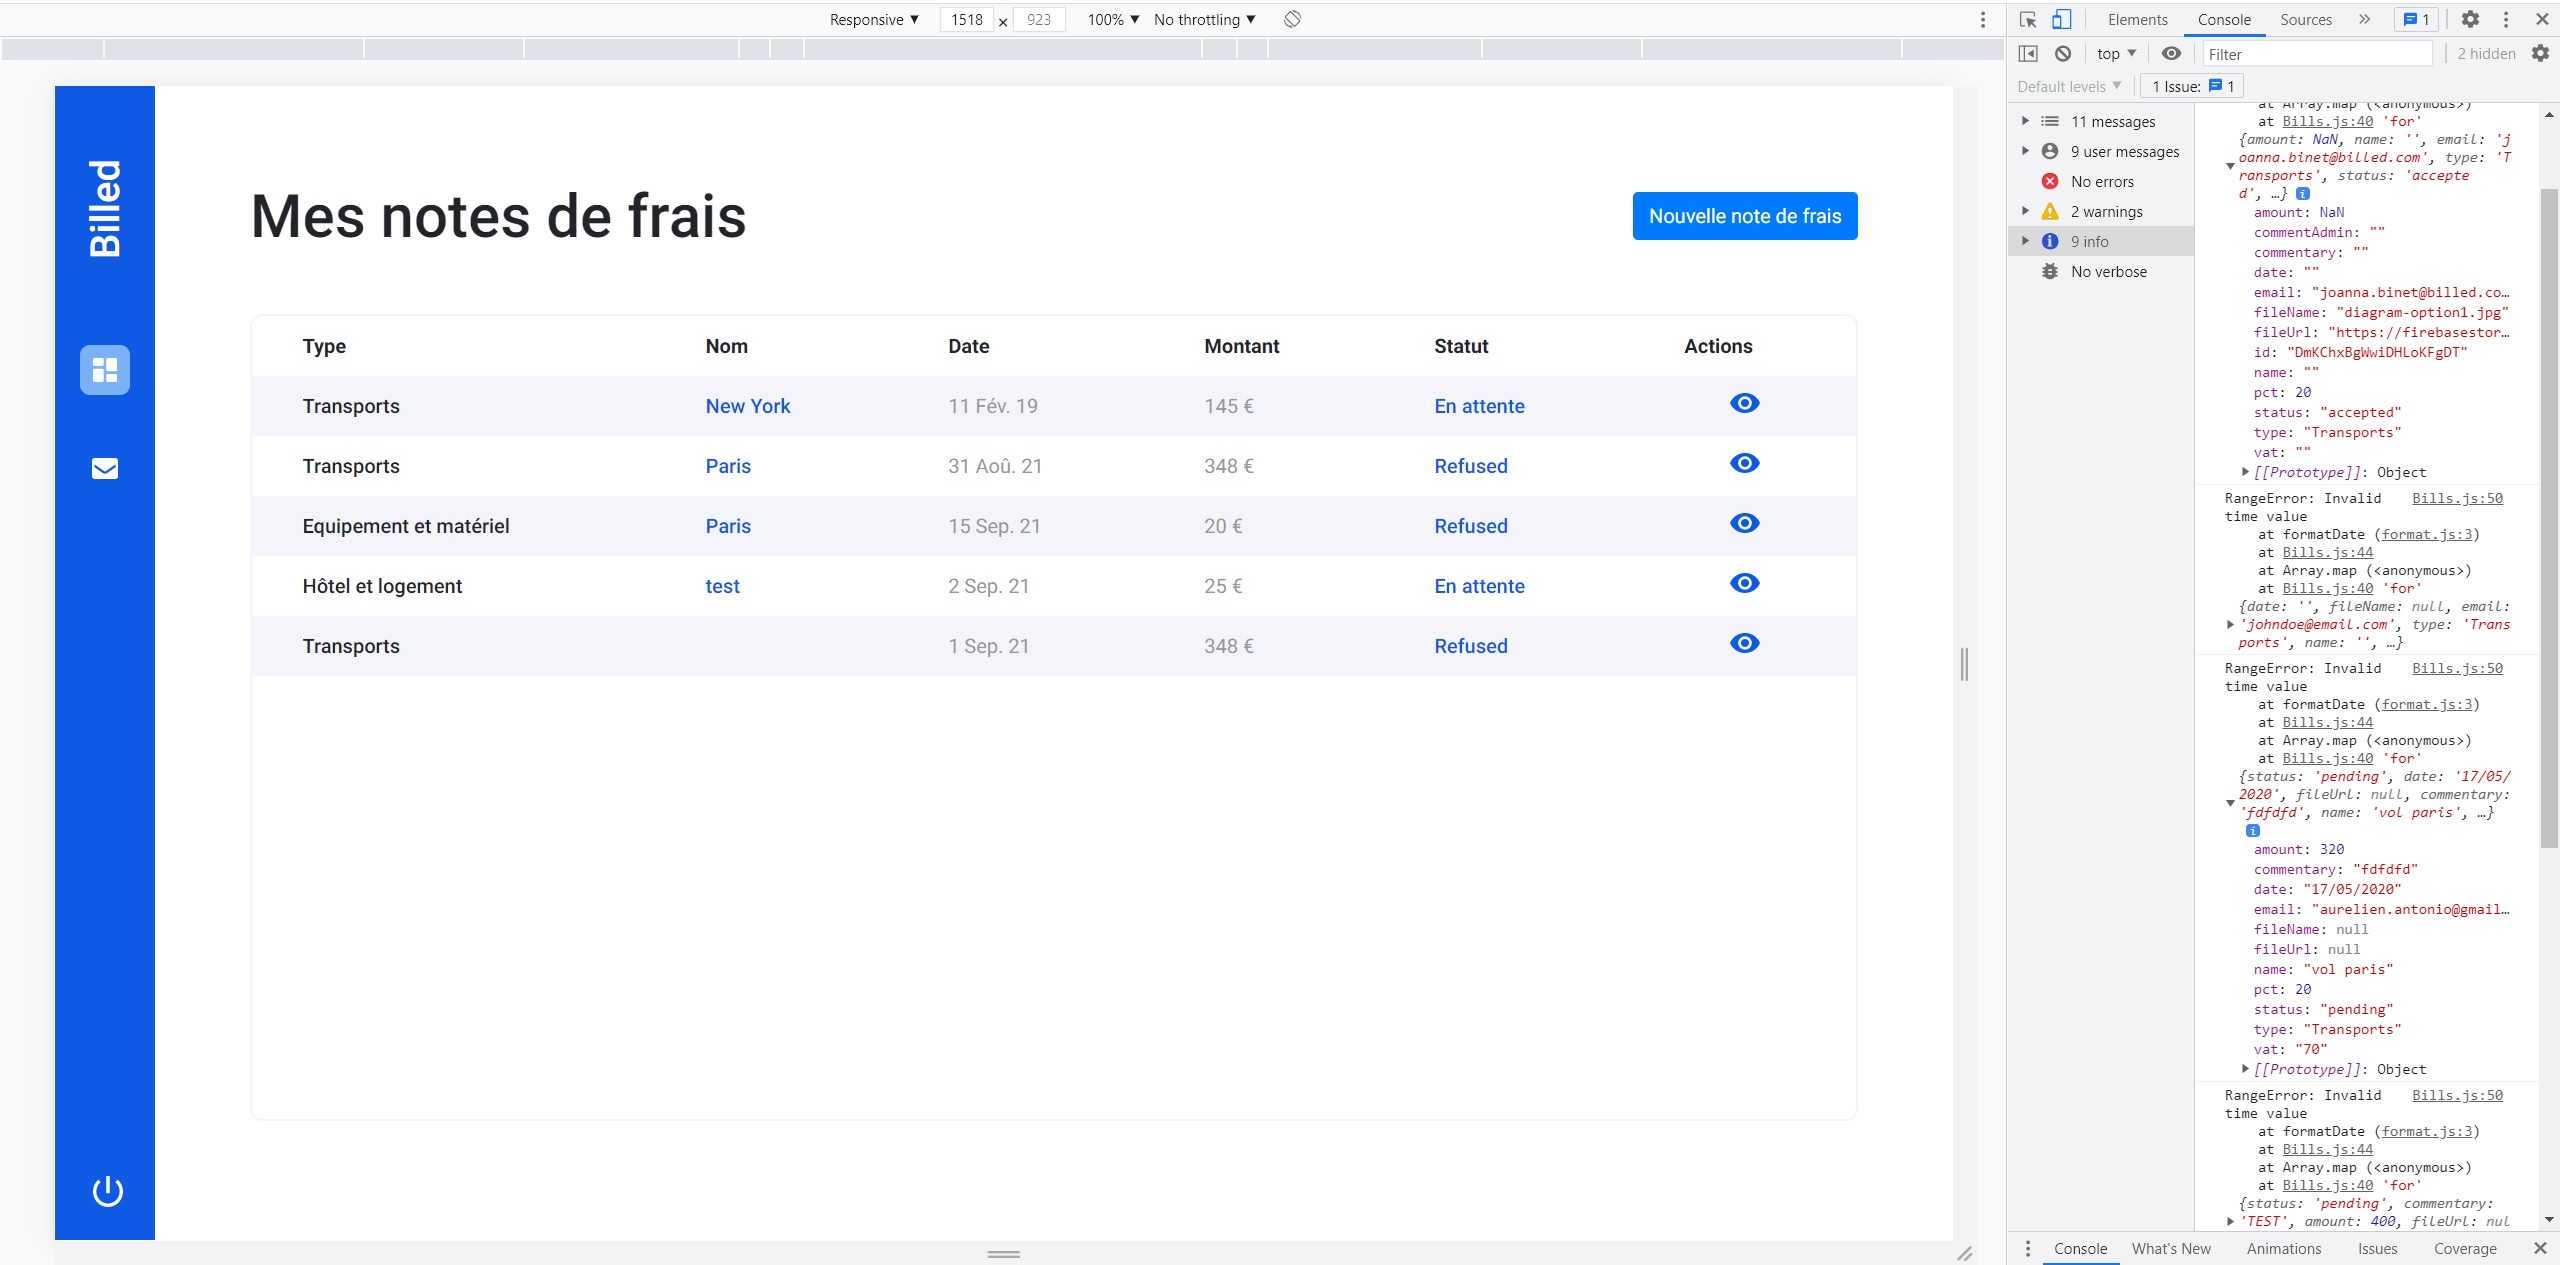 Responsive ▼ 1518 × 923 100% ▼ No throttling ▼
Billed
Mes notes de frais
Nouvelle note de frais
Type Nom Date Montant Statut Actions
Transports New York 11 Fév. 19 145 € En attente
Transports Paris 31 Aoû. 21 348 € Refused
Equipement et matériel Paris 15 Sep. 21 20 € Refused
Hôtel et logement test 2 Sep. 21 25 € En attente
Transports 1 Sep. 21 348 € Refused
Elements Console Sources » 1
top ▼ Filter 2 hidden
Default levels ▼ 1 Issue: 1
11 messages
9 user messages
No errors
2 warnings
9 info
No verbose
at Array.map (<anonymous>)
at Bills.js:40 'for'
{amount: NaN, name: '', email: 'j
oanna.binet@billed.com', type: 'T
ransports', status: 'accepte
d', …}
amount: NaN
commentAdmin: ""
commentary: ""
date: ""
email: "joanna.binet@billed.co…
fileName: "diagram-option1.jpg"
fileUrl: "https://firebasestor…
id: "DmKChxBgWwiDHLoKFgDT"
name: ""
pct: 20
status: "accepted"
type: "Transports"
vat: ""
[[Prototype]]: Object
RangeError: Invalid Bills.js:50
time value
at formatDate (format.js:3)
at Bills.js:44
at Array.map (<anonymous>)
at Bills.js:40 'for'
{date: '', fileName: null, email:
'johndoe@email.com', type: 'Trans
ports', name: '', …}
RangeError: Invalid Bills.js:50
time value
at formatDate (format.js:3)
at Bills.js:44
at Array.map (<anonymous>)
at Bills.js:40 'for'
{status: 'pending', date: '17/05/
2020', fileUrl: null, commentary:
'fdfdfd', name: 'vol paris', …}
amount: 320
commentary: "fdfdfd"
date: "17/05/2020"
email: "aurelien.antonio@gmail…
fileName: null
fileUrl: null
name: "vol paris"
pct: 20
status: "pending"
type: "Transports"
vat: "70"
[[Prototype]]: Object
RangeError: Invalid Bills.js:50
time value
at formatDate (format.js:3)
at Bills.js:44
at Array.map (<anonymous>)
at Bills.js:40 'for'
{status: 'pending', commentary:
'TEST', amount: 400, fileUrl: nul
Console What's New Animations Issues Coverage